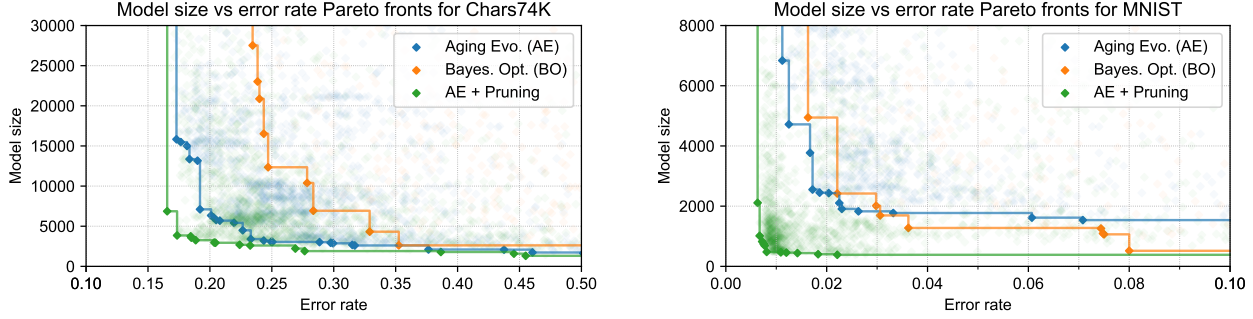 Model size vs error rate Pareto fronts for Chars74K
30000
25000
20000
15000
10000
5000
0
Model size
Aging Evo. (AE)
Bayes. Opt. (BO)
AE + Pruning
0.10 0.15 0.20 0.25 0.30 0.35 0.40 0.45 0.50
Error rate
Model size vs error rate Pareto fronts for MNIST
8000
6000
4000
2000
0
Model size
Aging Evo. (AE)
Bayes. Opt. (BO)
AE + Pruning
0.00 0.02 0.04 0.06 0.08 0.10
Error rate